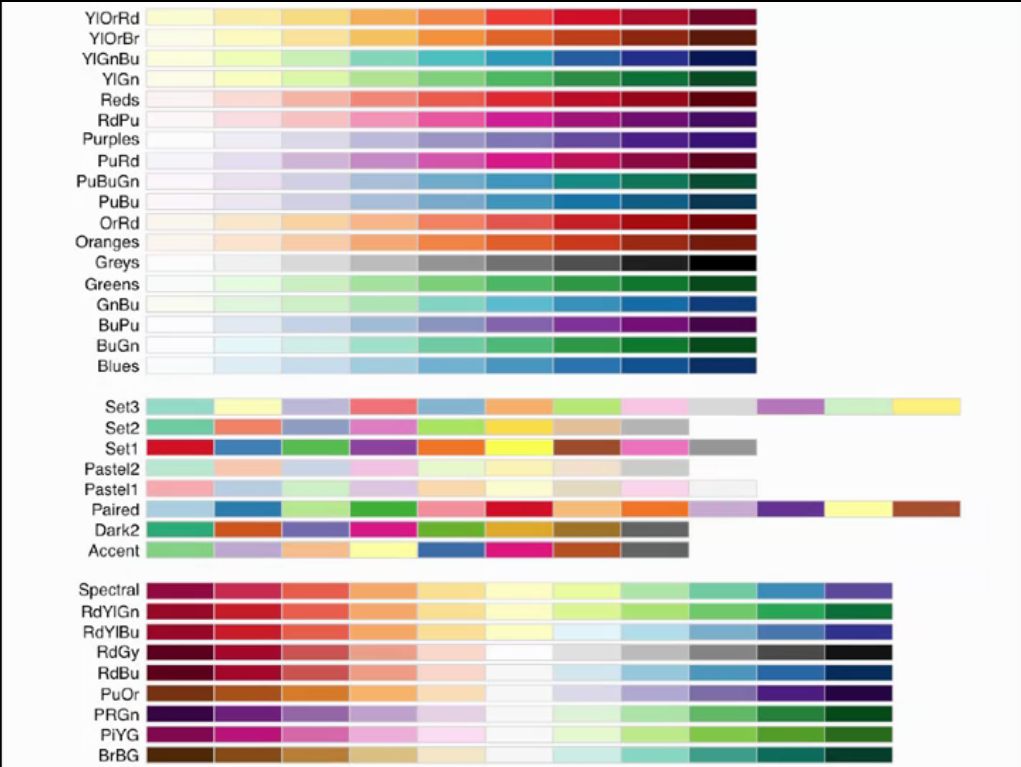 YlOrRd
YlOrBr
YlGnBu
YlGn
Reds
RdPu
Purples
PuRd
PuBuGn
PuBu
OrRd
Oranges
Greys
Greens
GnBu
BuPu
BuGn
Blues
Set3
Set2
Set1
Pastel2
Pastel1
Paired
Dark2
Accent
Spectral
RdYlGn
RdYlBu
RdGy
RdBu
PuOr
PRGn
PiYG
BrBG